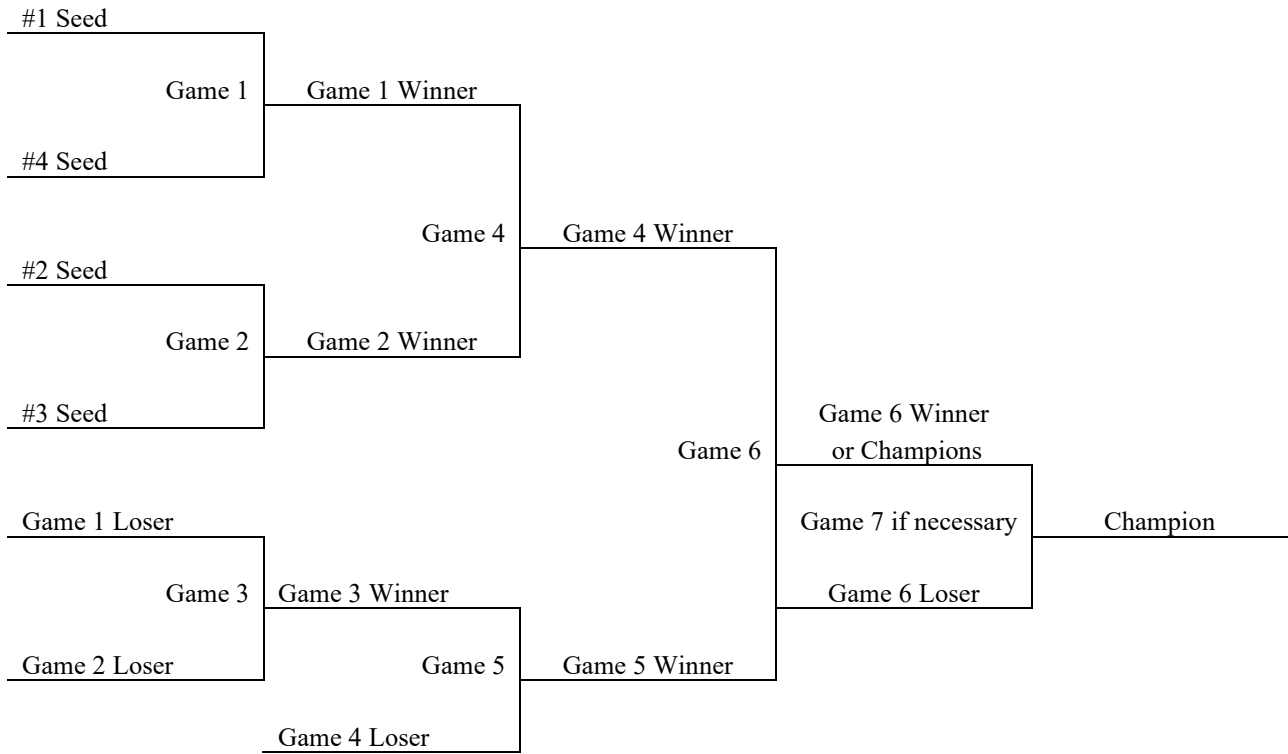 #1 Seed
Game 1
Game 1 Winner
#4 Seed
Game 4
Game 4 Winner
#2 Seed
Game 2
Game 2 Winner
#3 Seed
Game 6
Game 6 Winner
or Champions
Game 1 Loser
Game 7 if necessary
Champion
Game 3
Game 3 Winner
Game 6 Loser
Game 2 Loser
Game 5
Game 5 Winner
Game 4 Loser